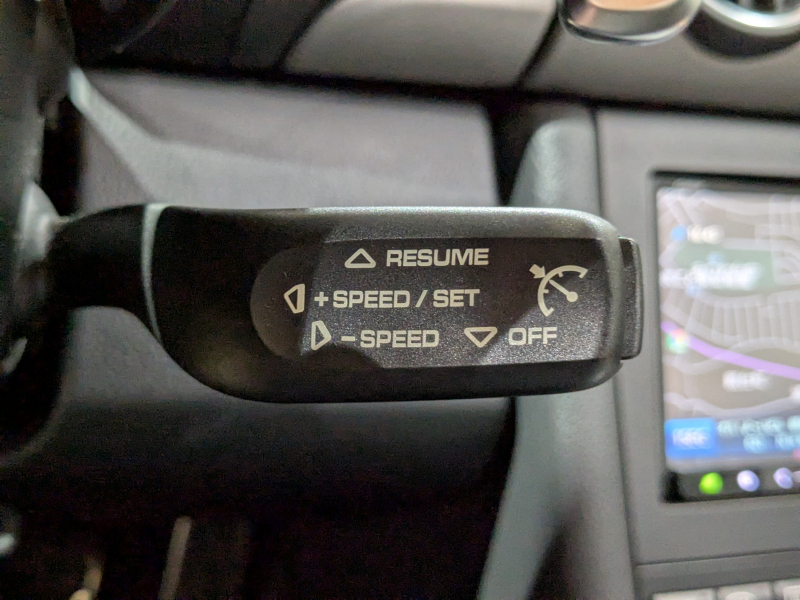 RESUME
+SPEED / SET
-SPEED OFF